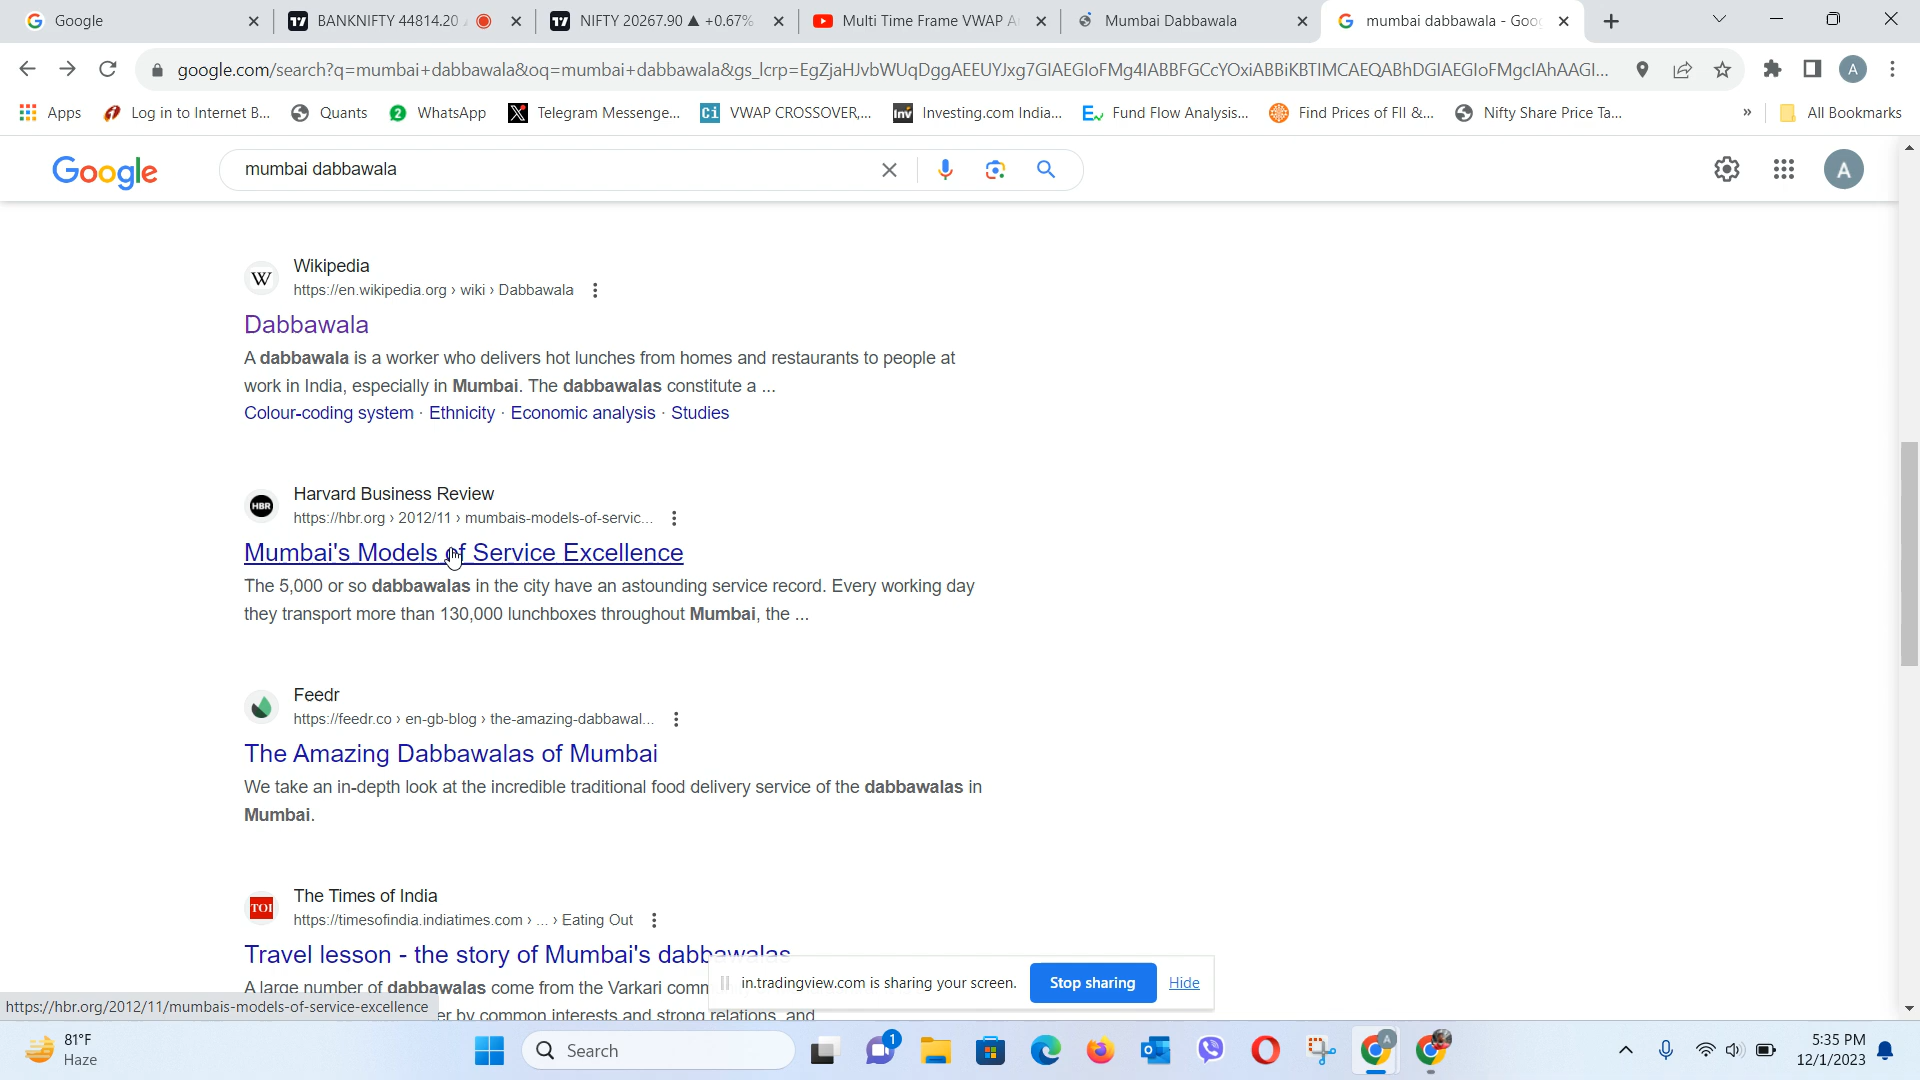 Google
BANKNIFTY 44814.20
NIFTY 20267.90 ▲ +0.67%
Multi Time Frame VWAP A
Mumbai Dabbawala
mumbai dabbawala - Goo
google.com/search?q=mumbai+dabbawala&oq=mumbai+dabbawala&gs_lcrp=
A
Apps
Log in to Internet B...
Quants
WhatsApp
Telegram Messenge...
VWAP CROSSOVER,...
Investing.com India...
Fund Flow Analysis...
Find Prices of FII &...
Nifty Share Price Ta...
»
All Bookmarks
Google
mumbai dabbawala
A
W
Wikipedia
https://en.wikipedia.org › wiki › Dabbawala
Dabbawala
A dabbawala is a worker who delivers hot lunches from homes and restaurants to people at
work in India, especially in Mumbai. The dabbawalas constitute a ...
Colour-coding system · Ethnicity · Economic analysis · Studies
HBR
Harvard Business Review
https://hbr.org › 2012/11 › mumbais-models-of-servic...
Mumbai's Models of Service Excellence
The 5,000 or so dabbawalas in the city have an astounding service record. Every working day
they transport more than 130,000 lunchboxes throughout Mumbai, the ...
Feedr
https://feedr.co › en-gb-blog › the-amazing-dabbawal...
The Amazing Dabbawalas of Mumbai
We take an in-depth look at the incredible traditional food delivery service of the dabbawalas in
Mumbai.
TOI
The Times of India
https://timesofindia.indiatimes.com › ... › Eating Out
Travel lesson - the story of Mumbai's dabbawalas
A large number of dabbawalas come from the Varkari comm
er by common interests and strong relations, and
in.tradingview.com is sharing your screen.
Stop sharing
Hide
https://hbr.org/2012/11/mumbais-models-of-service-excellence
81°F
Haze
Search
1
A
5:35 PM
12/1/2023